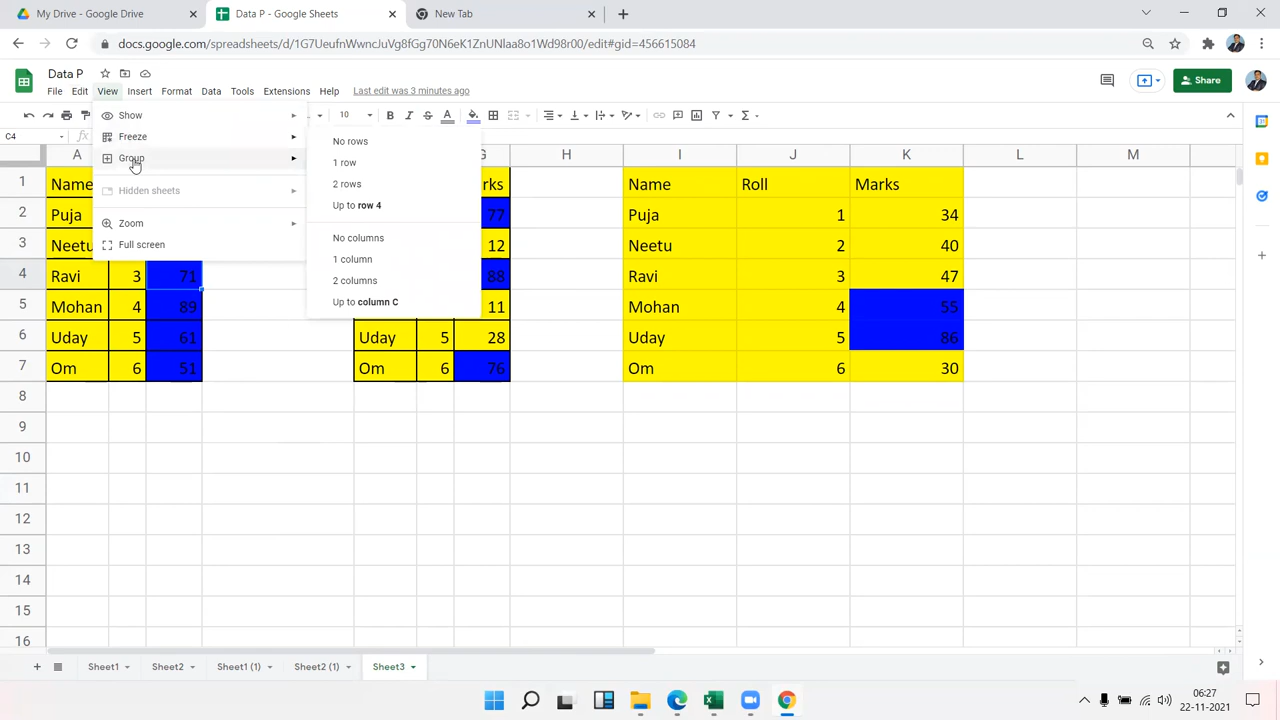 My Drive - Google Drive
Data P - Google Sheets
New Tab
docs.google.com/spreadsheets/d/1G7UeufnWwncJuVg8fGg70N6eK1ZnUNlaa8o1Wd98r00/edit#gid=456615084
Data P
File Edit View Insert Format Data Tools Extensions Help Last edit was 3 minutes ago
Share
10
C4
Show
Freeze
Group
Hidden sheets
Zoom
Full screen
No rows
1 row
2 rows
Up to row 4
No columns
1 column
2 columns
Up to column C
A G H I J K L M
1 Name rks Name Roll Marks
2 Puja 77 Puja 1 34
3 Neetu 12 Neetu 2 40
4 Ravi 3 71 88 Ravi 3 47
5 Mohan 4 89 11 Mohan 4 55
6 Uday 5 61 Uday 5 28 Uday 5 86
7 Om 6 51 Om 6 76 Om 6 30
8
9
10
11
12
13
14
15
16
Sheet1 Sheet2 Sheet1 (1) Sheet2 (1) Sheet3
06:27
22-11-2021